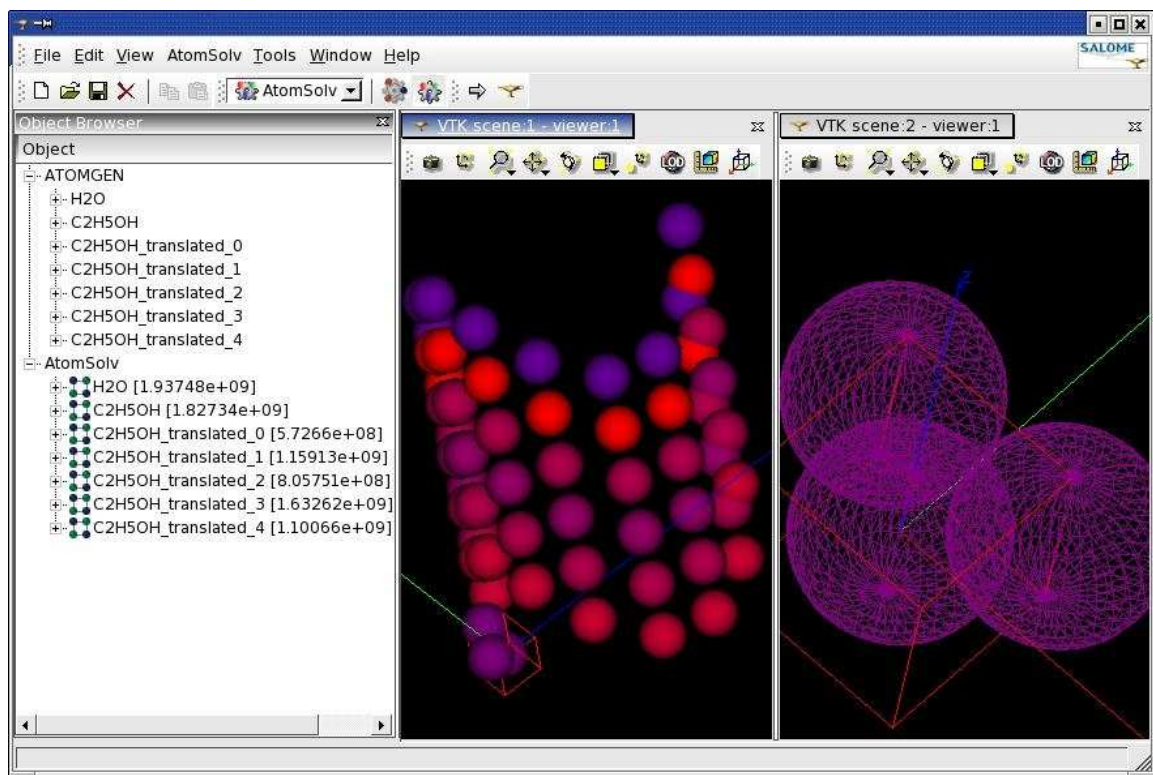 SALOME
File Edit View AtomSolv Tools Window Help
AtomSolv
Object Browser
Object
ATOMGEN
H2O
C2H5OH
C2H5OH_translated_0
C2H5OH_translated_1
C2H5OH_translated_2
C2H5OH_translated_3
C2H5OH_translated_4
AtomSolv
H2O [1.93748e+09]
C2H5OH [1.82734e+09]
C2H5OH_translated_0 [5.7266e+08]
C2H5OH_translated_1 [1.15913e+09]
C2H5OH_translated_2 [8.05751e+08]
C2H5OH_translated_3 [1.63262e+09]
C2H5OH_translated_4 [1.10066e+09]
VTK scene:1 - viewer:1
LOD
VTK scene:2 - viewer:1
LOD
Z